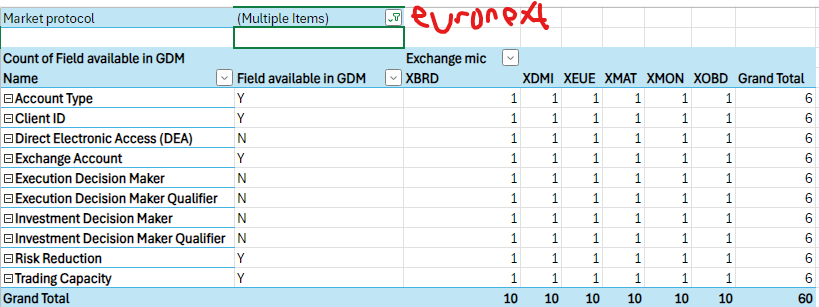 Market protocol (Multiple Items) euronext
Count of Field available in GDM Exchange mic
Name Field available in GDM XBRD XDMI XEUE XMAT XMON XOBD Grand Total
Account Type Y 1 1 1 1 1 1 6
Client ID Y 1 1 1 1 1 1 6
Direct Electronic Access (DEA) N 1 1 1 1 1 1 6
Exchange Account Y 1 1 1 1 1 1 6
Execution Decision Maker N 1 1 1 1 1 1 6
Execution Decision Maker Qualifier N 1 1 1 1 1 1 6
Investment Decision Maker N 1 1 1 1 1 1 6
Investment Decision Maker Qualifier N 1 1 1 1 1 1 6
Risk Reduction Y 1 1 1 1 1 1 6
Trading Capacity Y 1 1 1 1 1 1 6
Grand Total 10 10 10 10 10 10 60